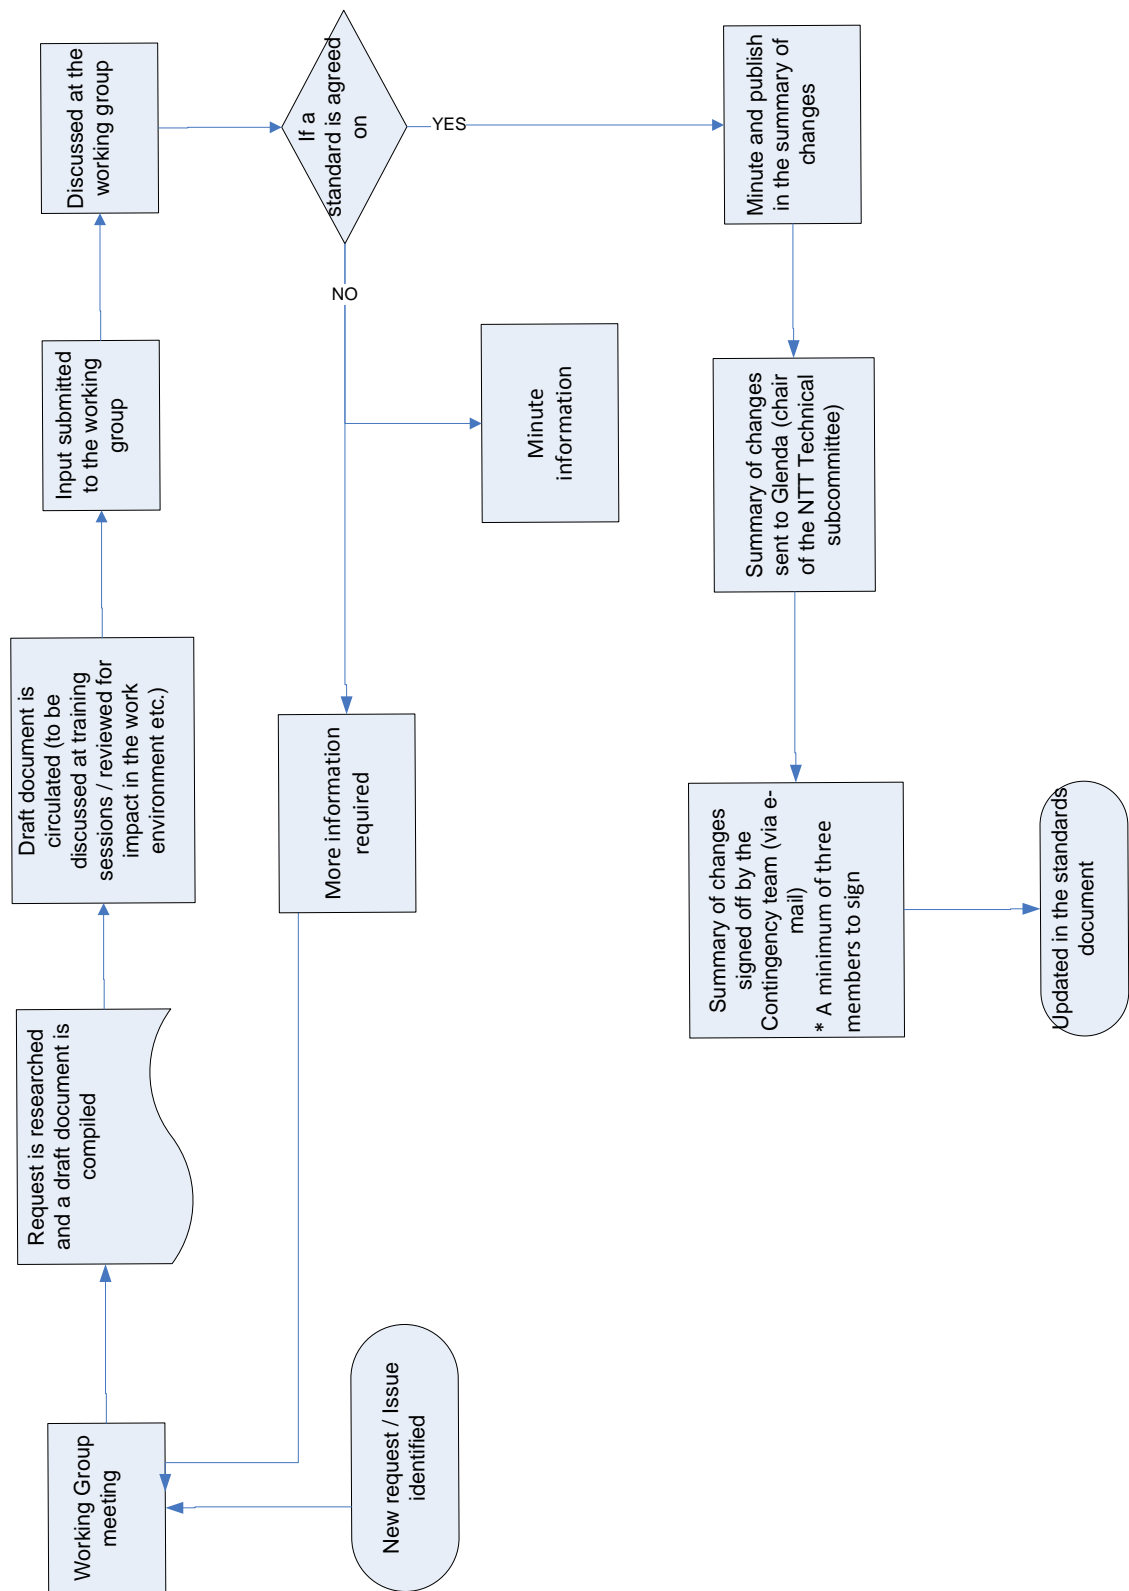 New request / Issue
identified
Working Group
meeting
Request is researched
and a draft document is
compiled
Draft document is
circulated (to be
discussed at training
sessions / reviewed for
impact in the work
environment etc.)
Input submitted
to the working
group
Discussed at the
working group
If a
standard is agreed
on
NO
More information
required
Minute
information
YES
Minute and publish
in the summary of
changes
Summary of changes
sent to Glenda (chair
of the NTT Technical
subcommittee)
Summary of changes
signed off by the
Contingency team (via e-
mail)
* A minimum of three
members to sign
Updated in the standards
document